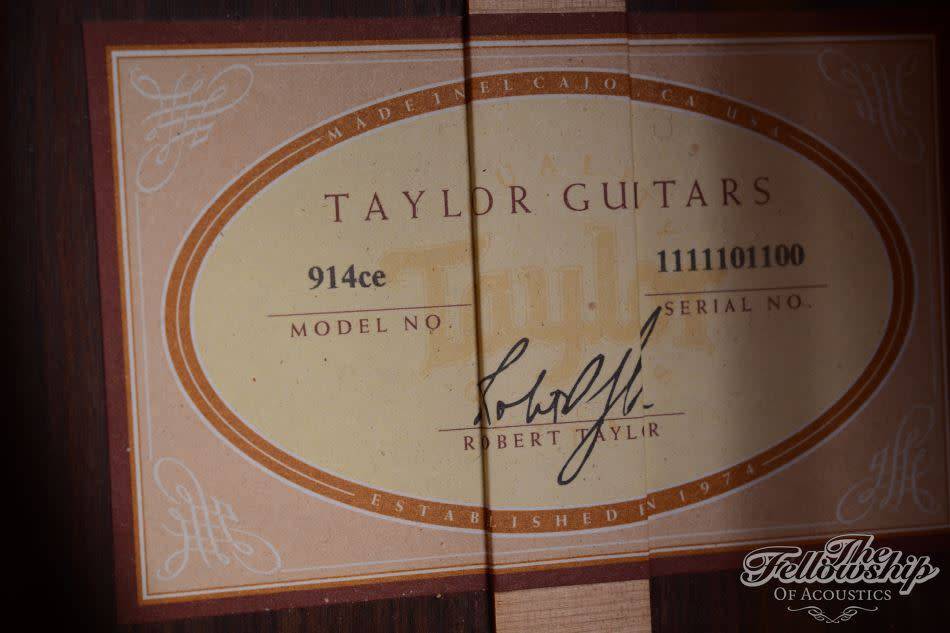 MADE IN EL CAJON, CA USA
TAYLOR GUITARS
Taylor
914ce
1111101100
MODEL NO.
SERIAL NO.
ROBERT TAYLOR
ESTABLISHED IN 1974
The
Fellowship
OF ACOUSTICS